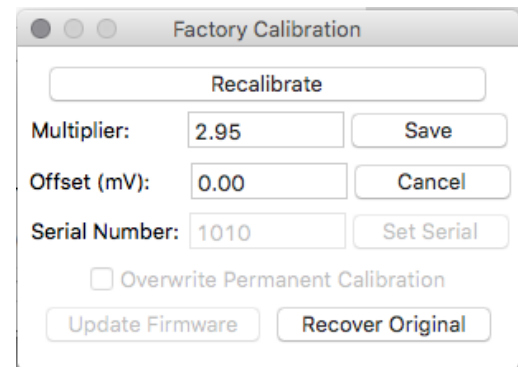 Factory Calibration
Recalibrate
Multiplier: 2.95 Save
Offset (mV): 0.00 Cancel
Serial Number: 1010 Set Serial
Overwrite Permanent Calibration
Update Firmware Recover Original